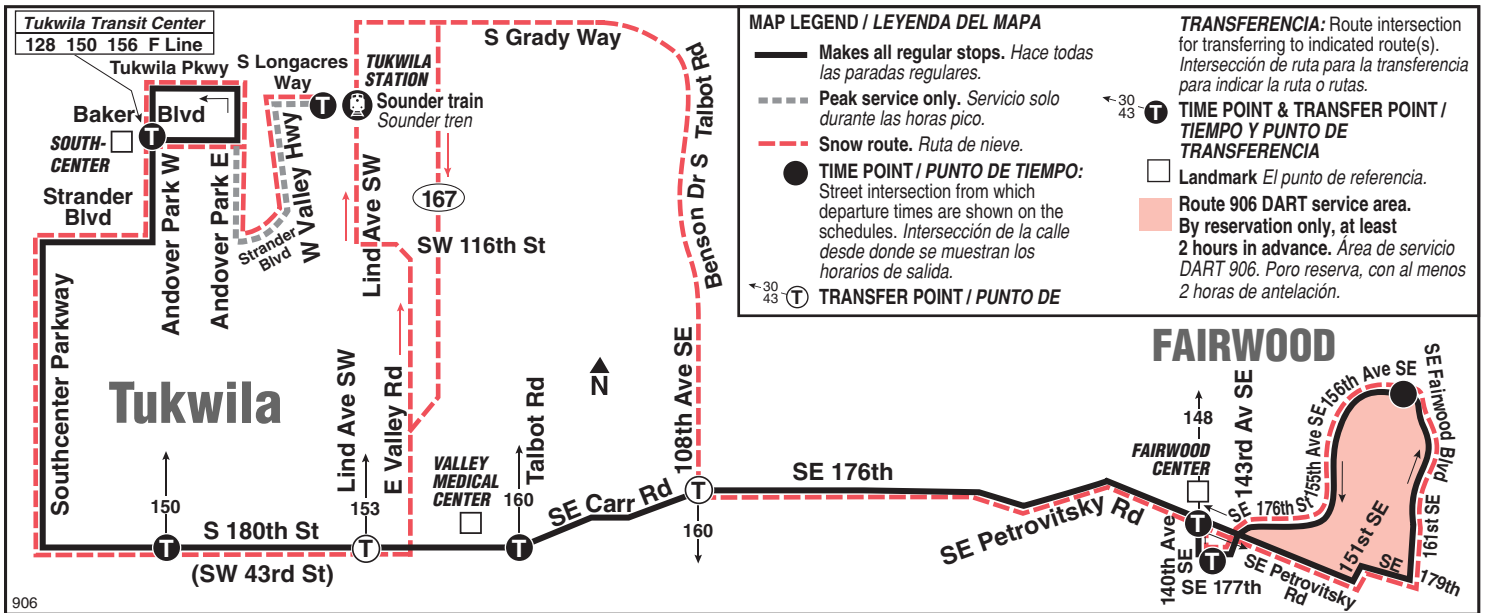 Tukwila Transit Center
128 150 156 F Line
Tukwila Pkwy
Baker Blvd
SOUTH-
CENTER
Strander
Blvd
Andover Park W
Andover Park E
S Longacres
Way
W Valley Hwy
Strander
Blvd
TUKWILA
STATION
Sounder train
Sounder tren
Lind Ave SW
S Grady Way
167
SW 116th St
Benson Dr S
Talbot Rd
Southcenter Parkway
Tukwila
150
S 180th St
(SW 43rd St)
Lind Ave SW
153
E Valley Rd
VALLEY
MEDICAL
CENTER
Talbot Rd
160
SE Carr Rd
N
108th Ave SE
160
SE 176th
SE Petrovitsky Rd
FAIRWOOD
148
FAIRWOOD
CENTER
143rd Av SE
140th Ave
SE
SE 177th
SE 176th St
155th Ave SE
156th Ave SE
SE Fairwood Blvd
161st SE
151st SE
SE 179th
SE Petrovitsky
Rd
906
MAP LEGEND / LEYENDA DEL MAPA
Makes all regular stops. Hace todas
las paradas regulares.
Peak service only. Servicio solo
durante las horas pico.
Snow route. Ruta de nieve.
TIME POINT / PUNTO DE TIEMPO:
Street intersection from which
departure times are shown on the
schedules. Intersección de la calle
desde donde se muestran los
horarios de salida.
30
43
T
TRANSFER POINT / PUNTO DE
TRANSFERENCIA: Route intersection
for transferring to indicated route(s).
Intersección de ruta para la transferencia
para indicar la ruta o rutas.
30
43
T
TIME POINT & TRANSFER POINT /
TIEMPO Y PUNTO DE
TRANSFERENCIA
Landmark El punto de referencia.
Route 906 DART service area.
By reservation only, at least
2 hours in advance. Área de servicio
DART 906. Poro reserva, con al menos
2 horas de antelación.
T
T
T
T
T
T
T
T